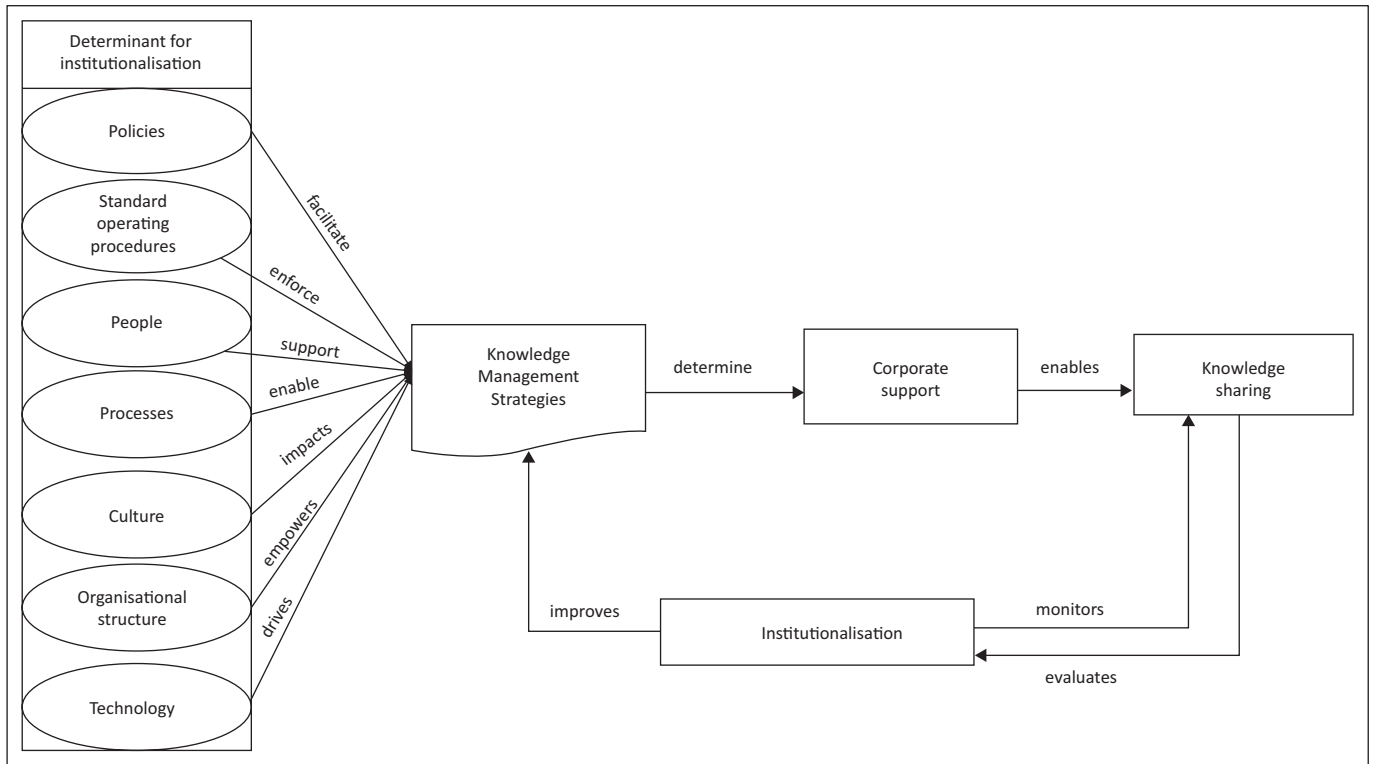 Determinant for
institutionalisation
Policies
Standard
operating
procedures
People
Processes
Culture
Organisational
structure
Technology
facilitate
enforce
support
enable
impacts
empowers
drives
Knowledge
Management
Strategies
determine
Corporate
support
enables
Knowledge
sharing
improves
Institutionalisation
monitors
evaluates